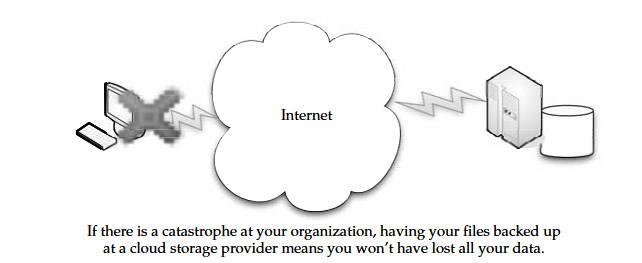 Internet
If there is a catastrophe at your organization, having your files backed up
at a cloud storage provider means you won't have lost all your data.